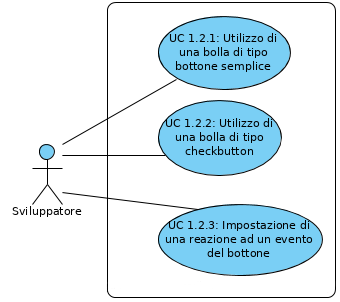 UC 1.2.1: Utilizzo di
una bolla di tipo
bottone semplice
UC 1.2.2: Utilizzo di
una bolla di tipo
checkbutton
Sviluppatore
UC 1.2.3: Impostazione di
una reazione ad un evento
del bottone